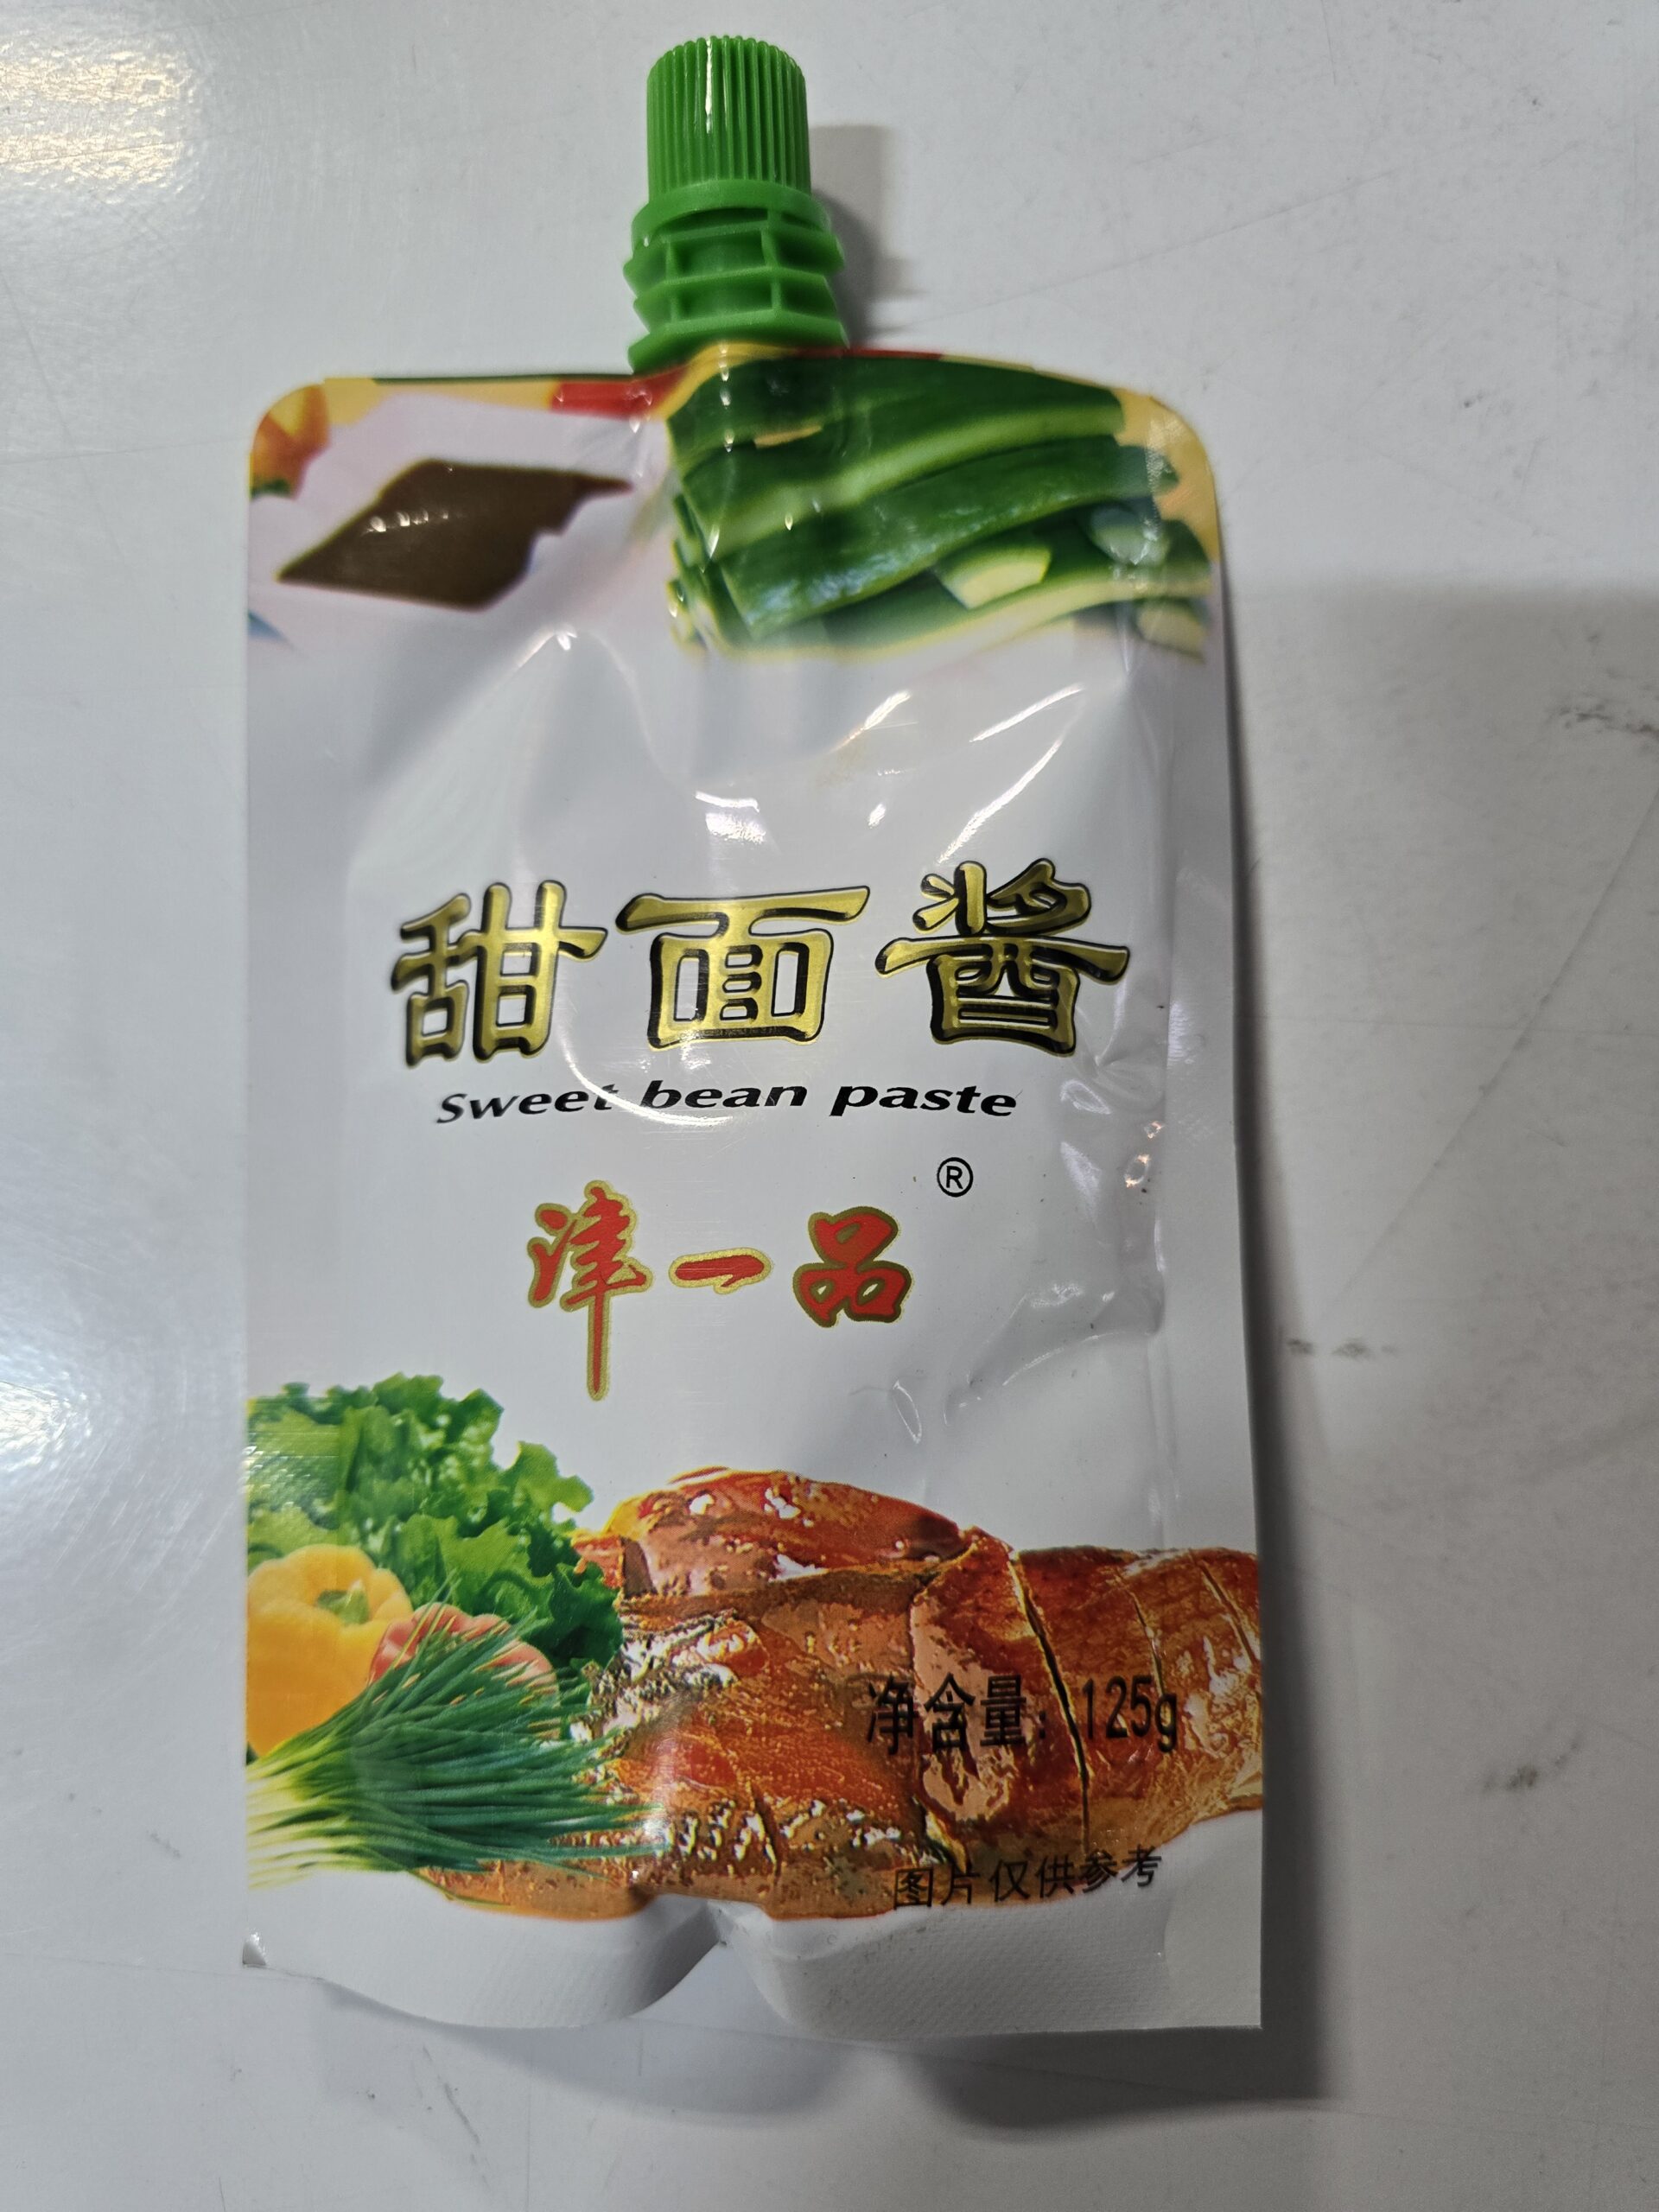 甜面酱
Sweet bean paste
®
津一品
净含量：125g
图片仅供参考